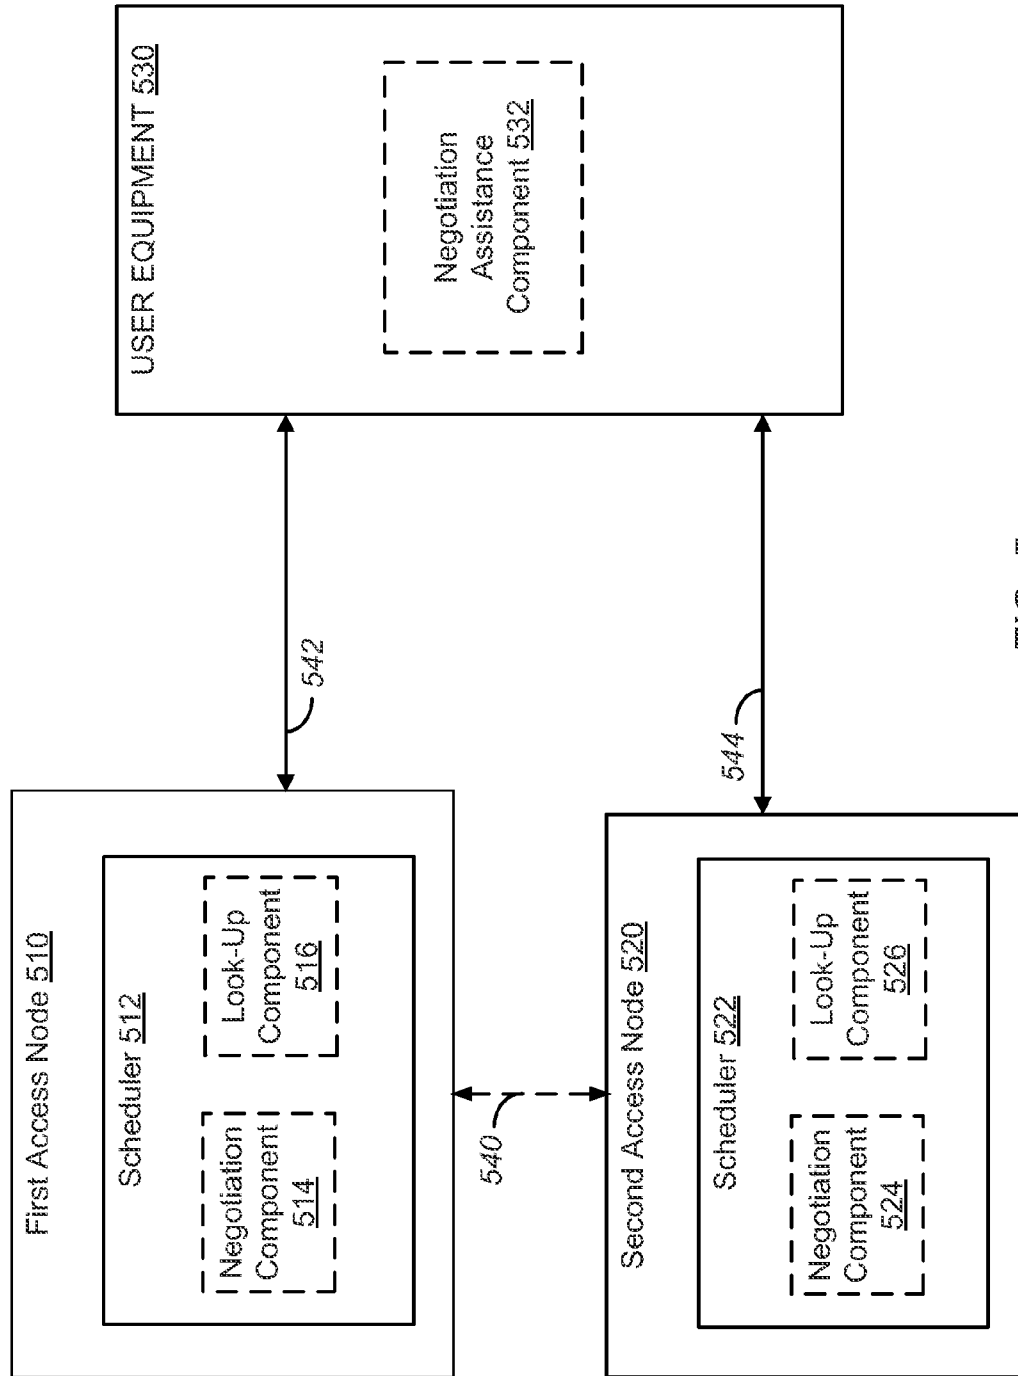 First Access Node 510
Scheduler 512
Negotiation
Component
514
Look-Up
Component
516
542
USER EQUIPMENT 530
Negotiation
Assistance
Component 532
540
544
Second Access Node 520
Scheduler 522
Negotiation
Component
524
Look-Up
Component
526